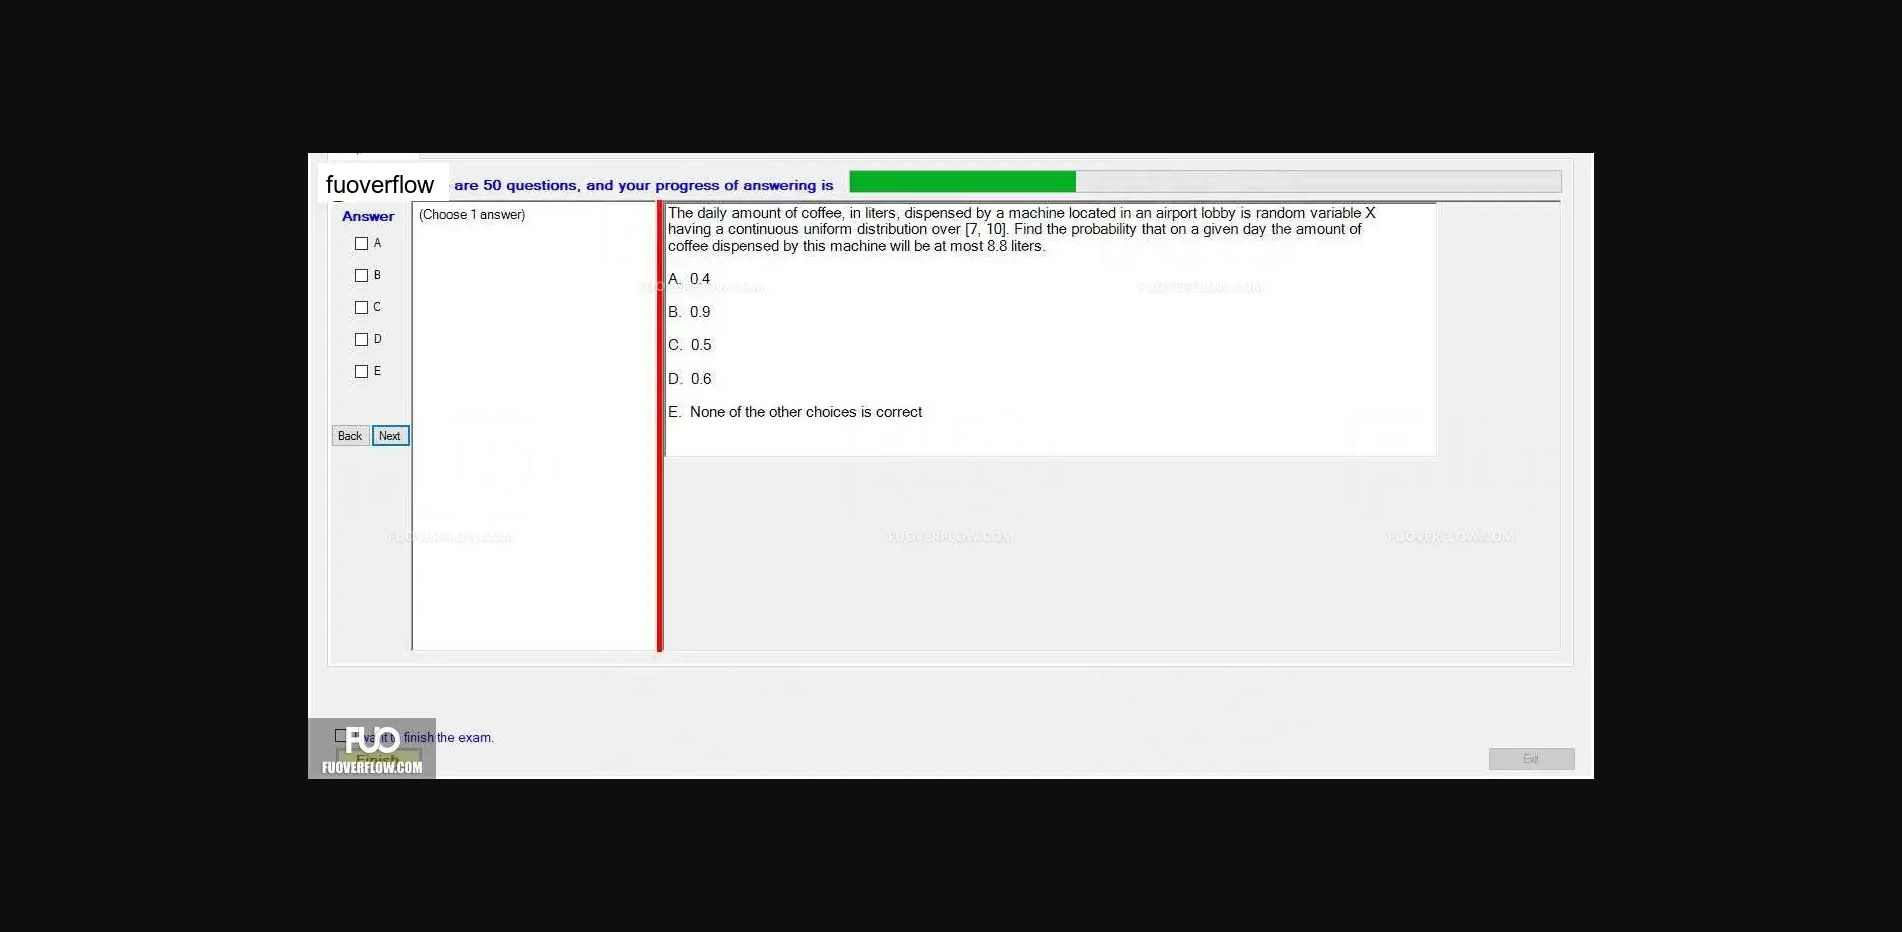 fuoverflow are 50 questions, and your progress of answering is
Answer
(Choose 1 answer)
A
B
C
D
E
Back Next
The daily amount of coffee, in liters, dispensed by a machine located in an airport lobby is random variable X
having a continuous uniform distribution over [7, 10]. Find the probability that on a given day the amount of
coffee dispensed by this machine will be at most 8.8 liters.
A. 0.4
B. 0.9
C. 0.5
D. 0.6
E. None of the other choices is correct
FUOVERFLOW.COM
FUOVERFLOW.COM
FUOVERFLOW.COM FUOVERFLOW.COM FUOVERFLOW.COM
I want to finish the exam.
FUO
Finish
FUOVERFLOW.COM
Exit